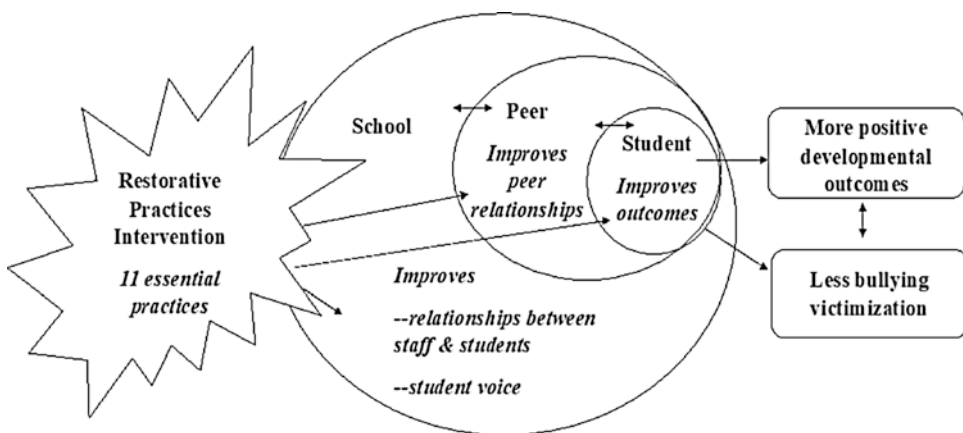 Restorative
Practices
Intervention
11 essential
practices
School
Improves
--relationships between
staff & students
--student voice
Peer
Improves
peer
relationships
Student
Improves
outcomes
More positive
developmental
outcomes
Less bullying
victimization